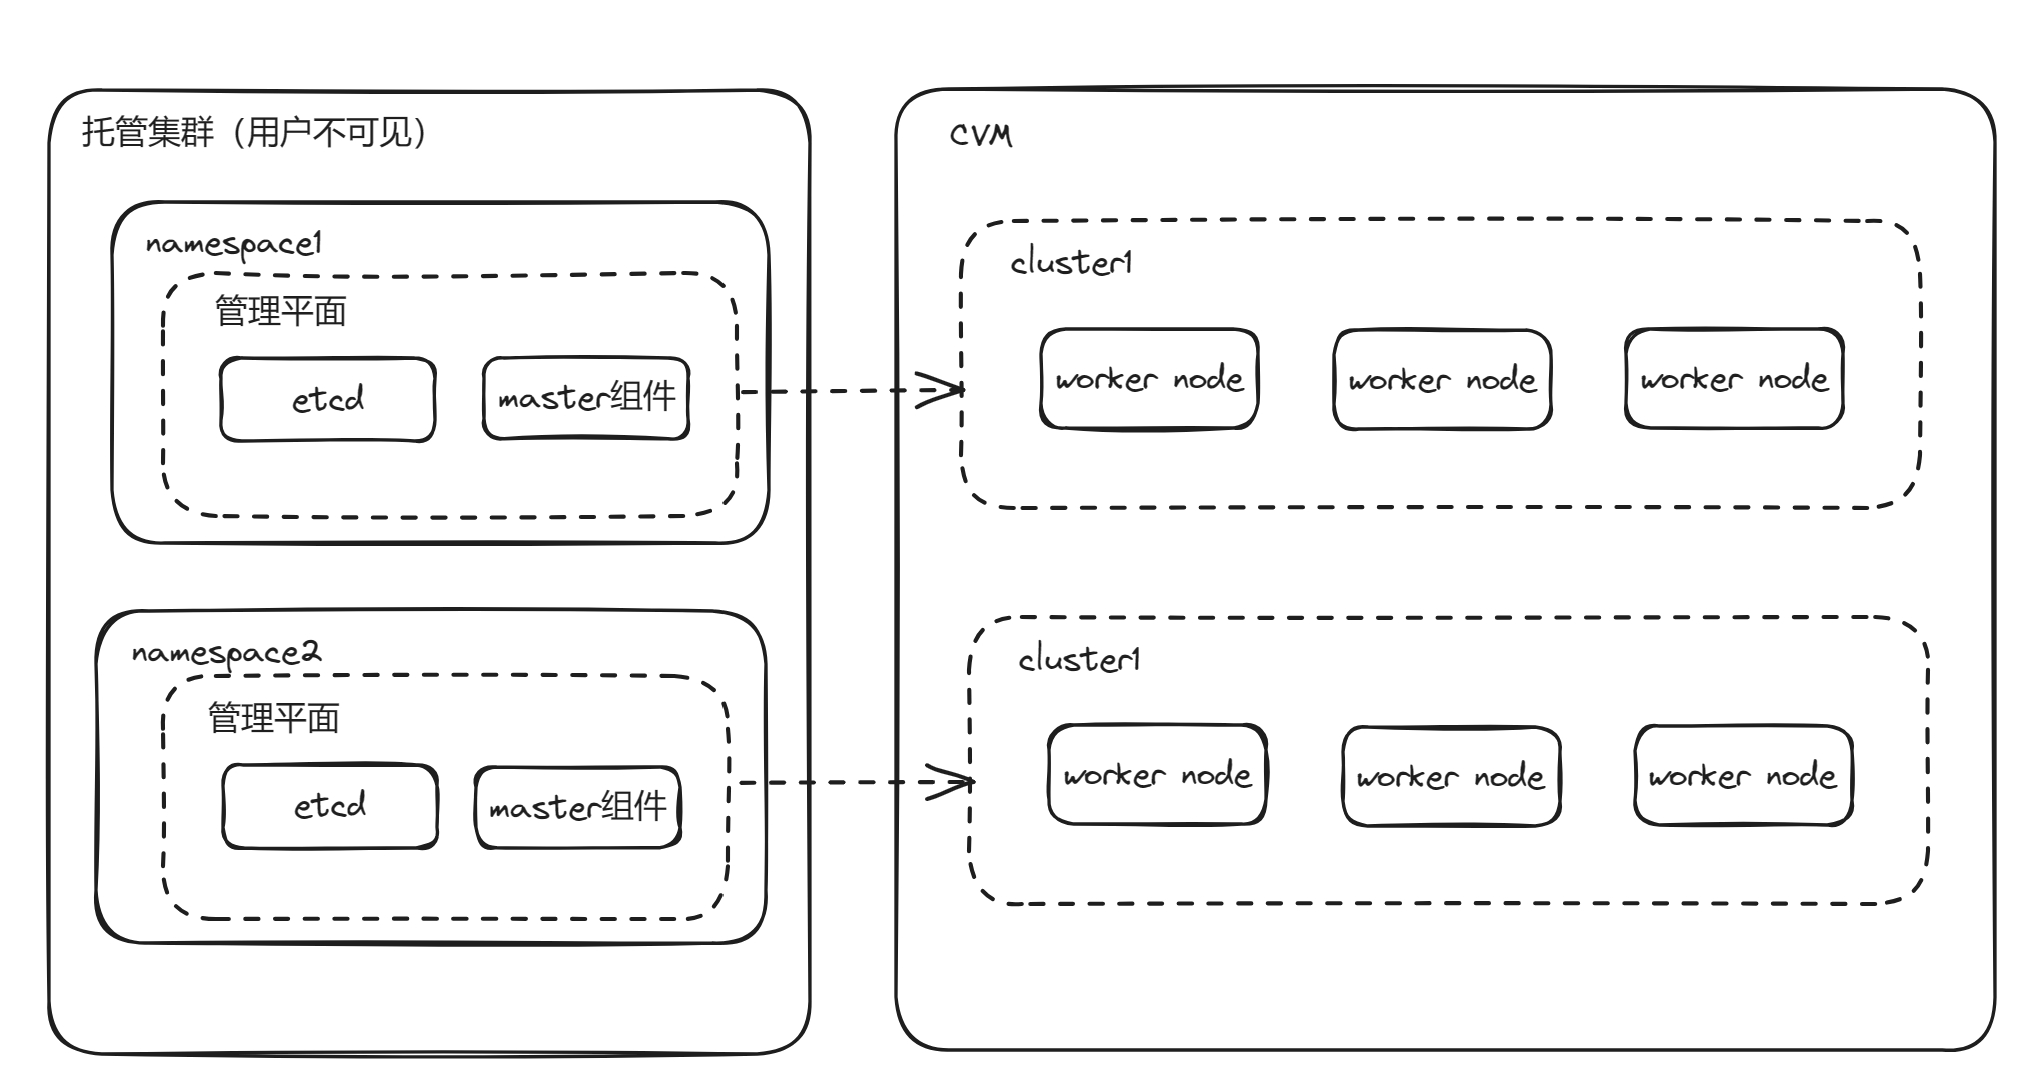 托管集群（用户不可见）
namespace1
管理平面
etcd
master组件
namespace2
管理平面
etcd
master组件
CVM
cluster1
worker node
worker node
worker node
cluster1
worker node
worker node
worker node